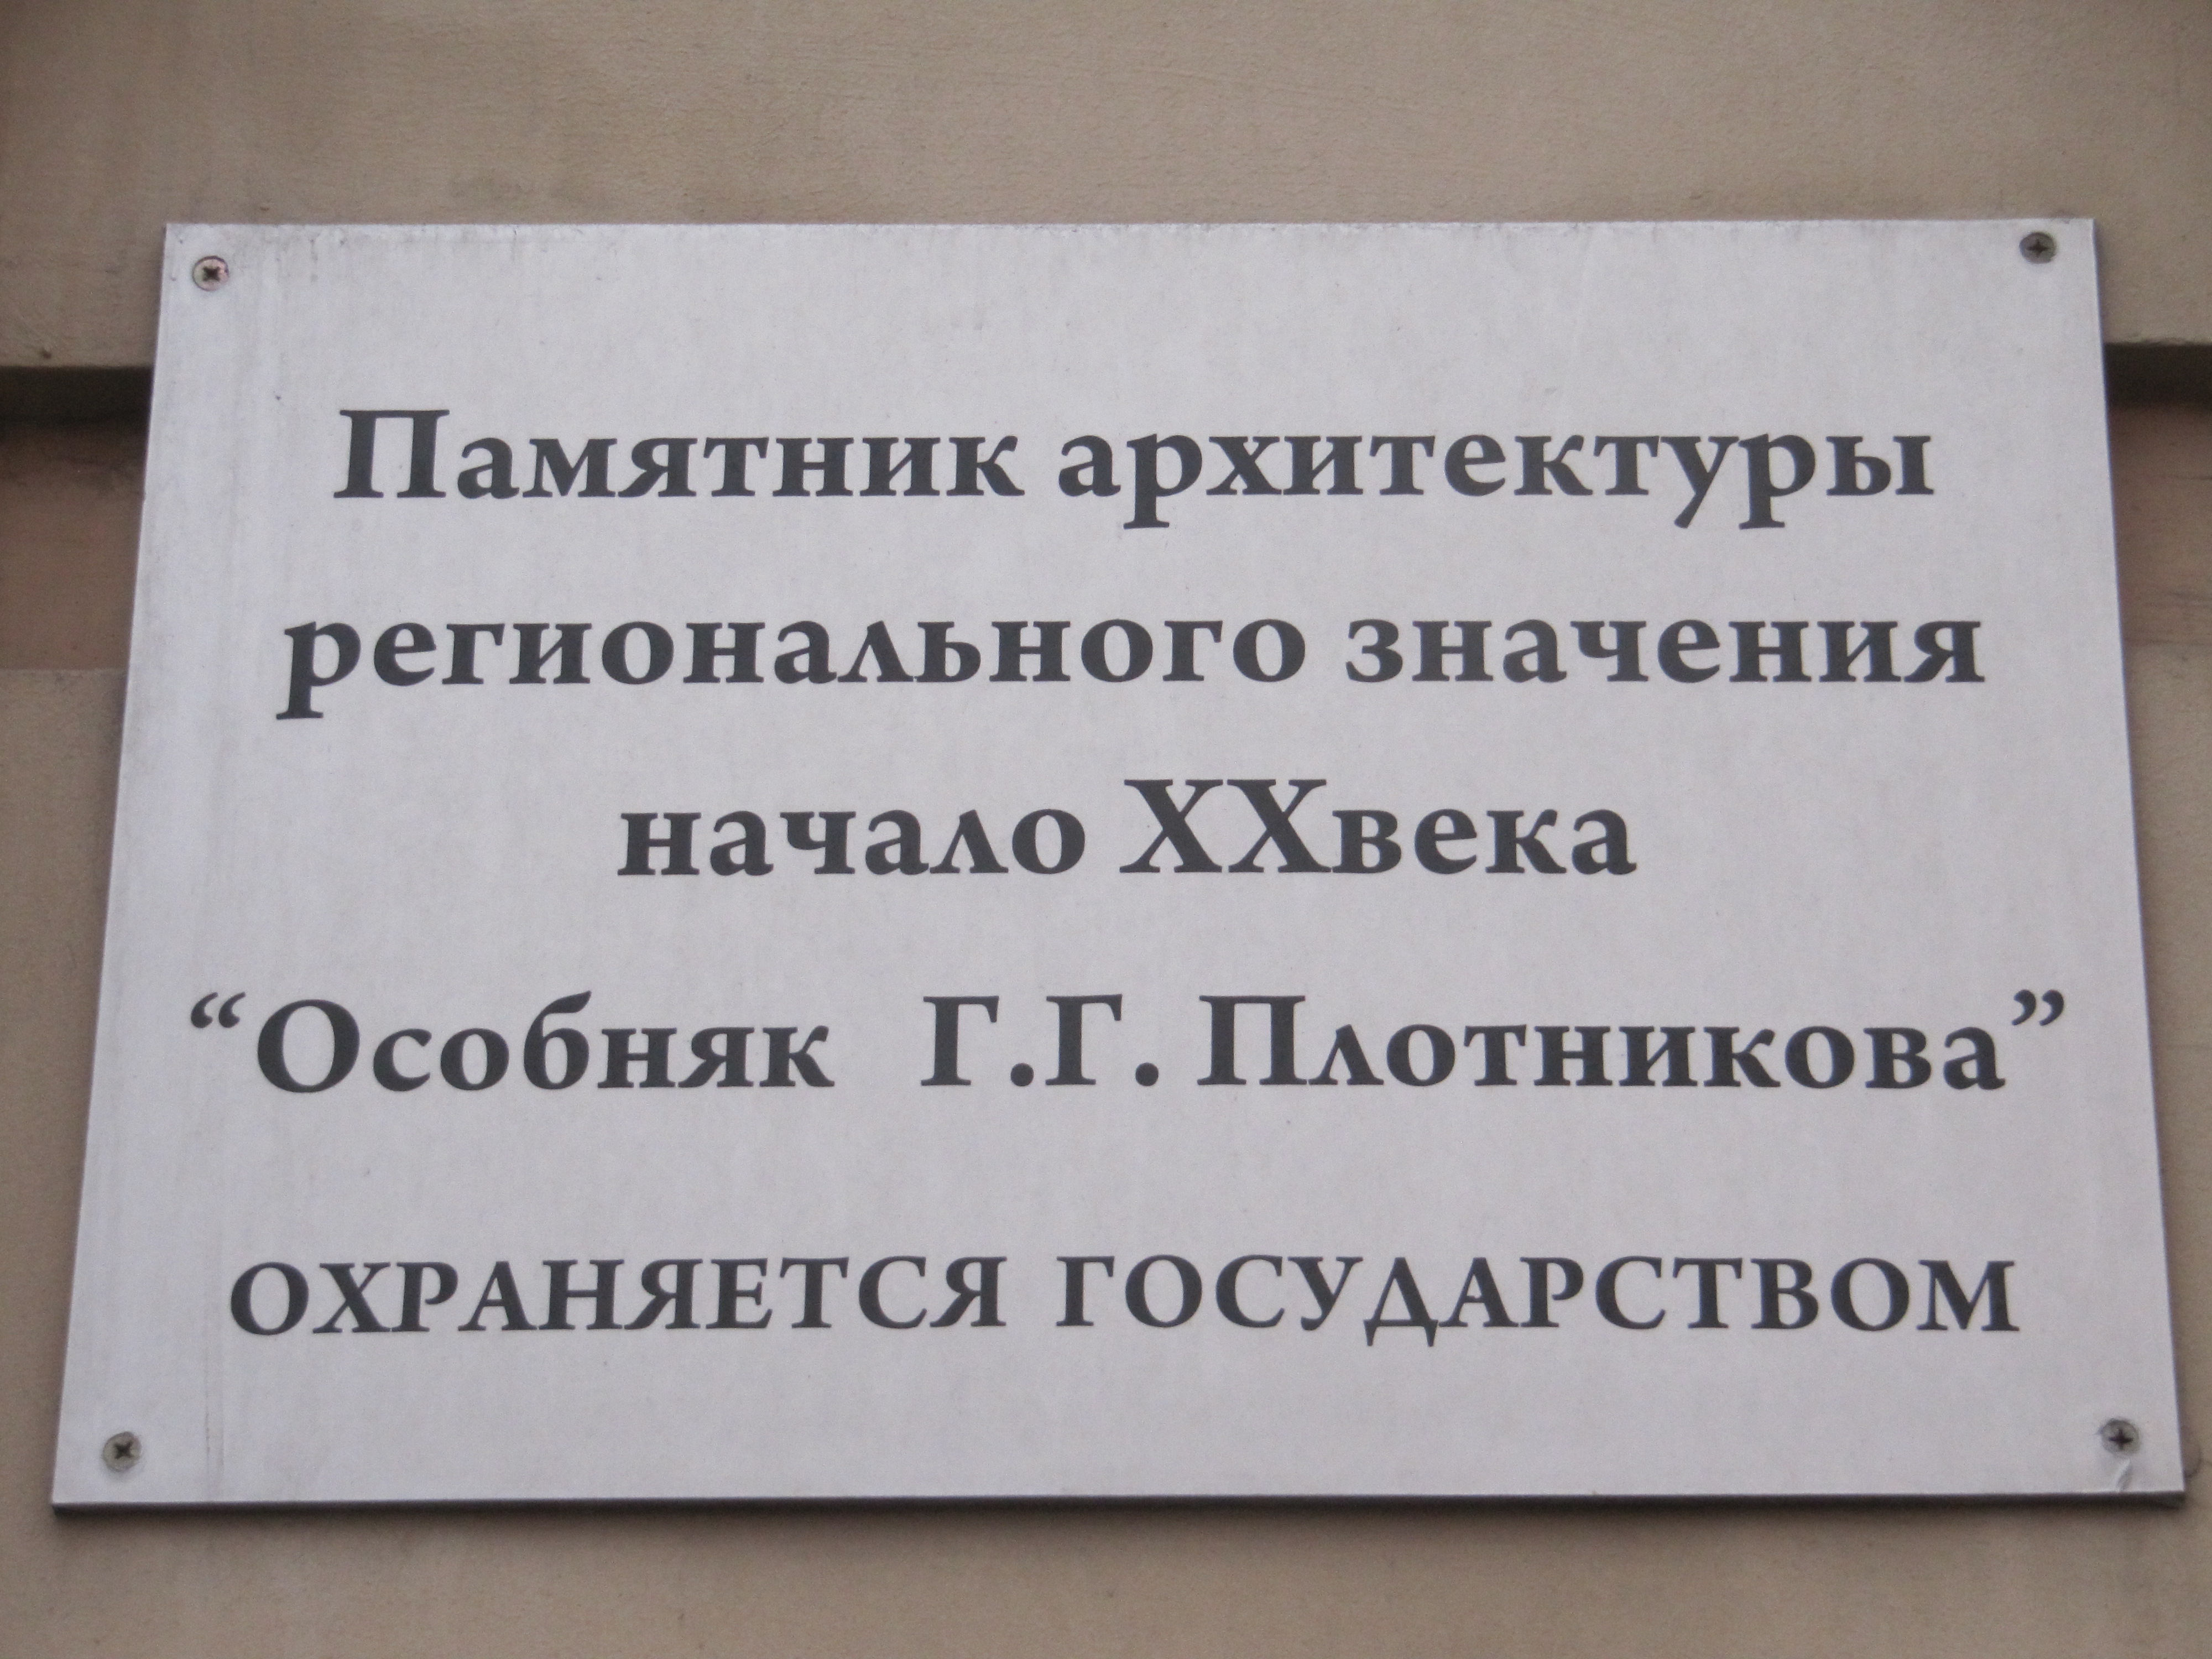 Памятник архитектуры
регионального значения
начало XXвека
“Особняк Г.Г. Плотникова”
ОХРАНЯЕТСЯ ГОСУДАРСТВОМ